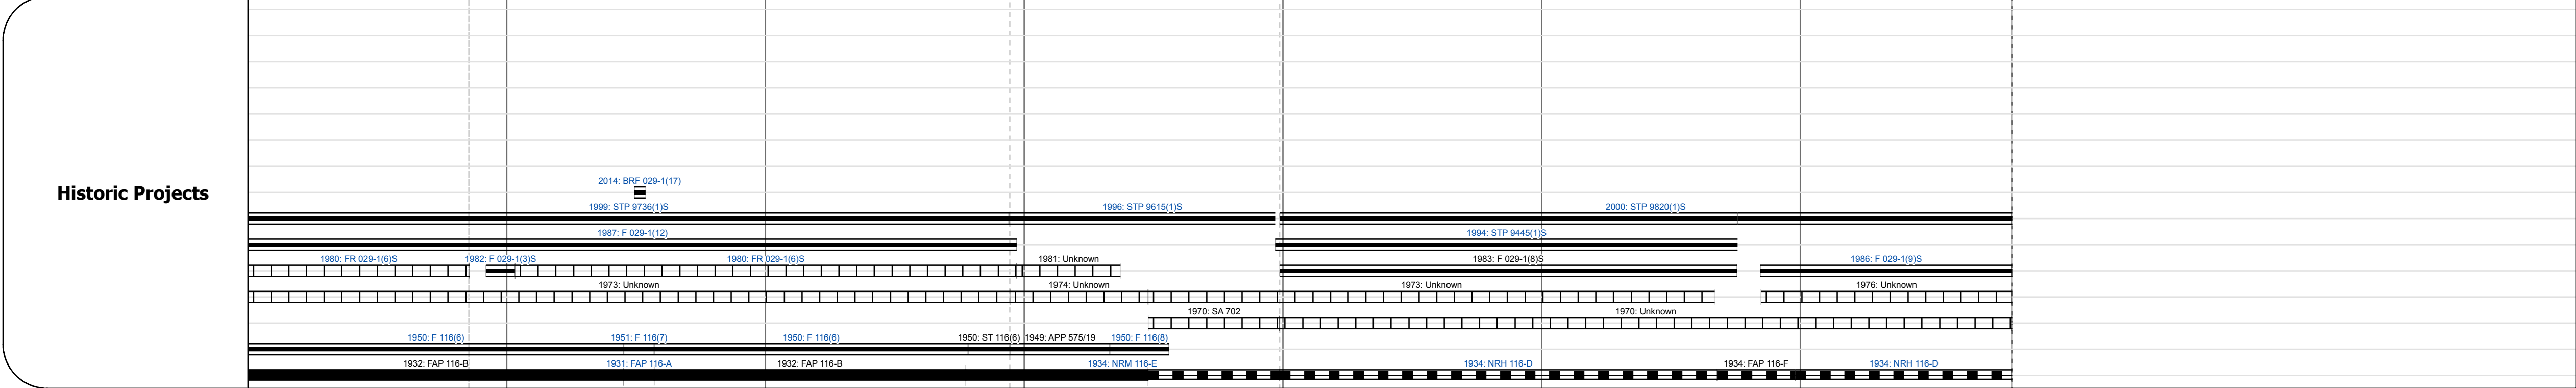 2014: BRF 029-1(17)
Historic Projects
1999: STP 9736(1)S 1996: STP 9615(1)S 2000: STP 9820(1)S
1987: F 029-1(12) 1994: STP 9445(1)S
1980: FR 029-1(6)S 1982: F 029-1(3)S 1980: FR 029-1(6)S 1981: Unknown 1983: F 029-1(8)S 1986: F 029-1(9)S
1973: Unknown 1974: Unknown 1973: Unknown 1976: Unknown
1970: SA 702 1970: Unknown
1950: F 116(6) 1951: F 116(7) 1950: F 116(6) 1950: ST 116(6) 1949: APP 575/19 1950: F 116(8)
1932: FAP 116-B 1931: FAP 116-A 1932: FAP 116-B 1934: NRM 116-E 1934: NRH 116-D 1934: FAP 116-F 1934: NRH 116-D